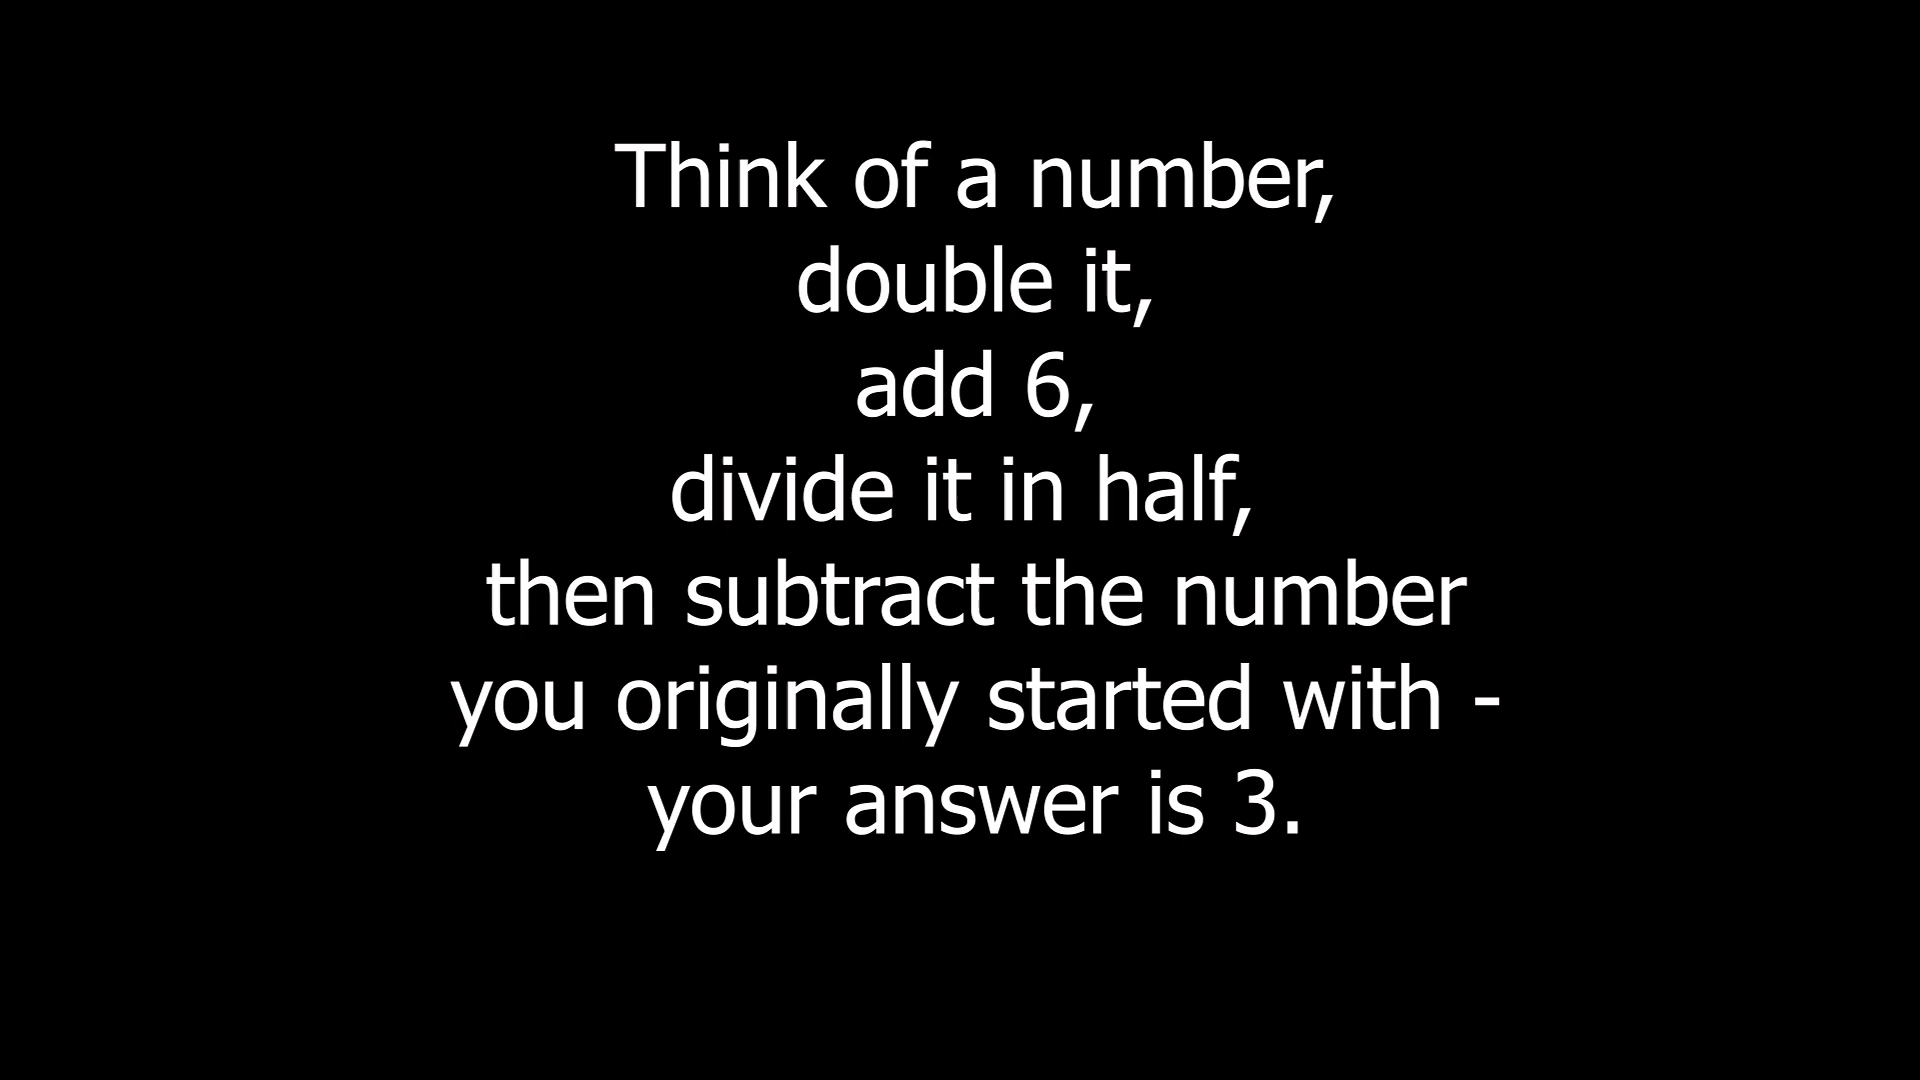 Think of a number,
double it,
add 6,
divide it in half,
then subtract the number
you originally started with -
your answer is 3.